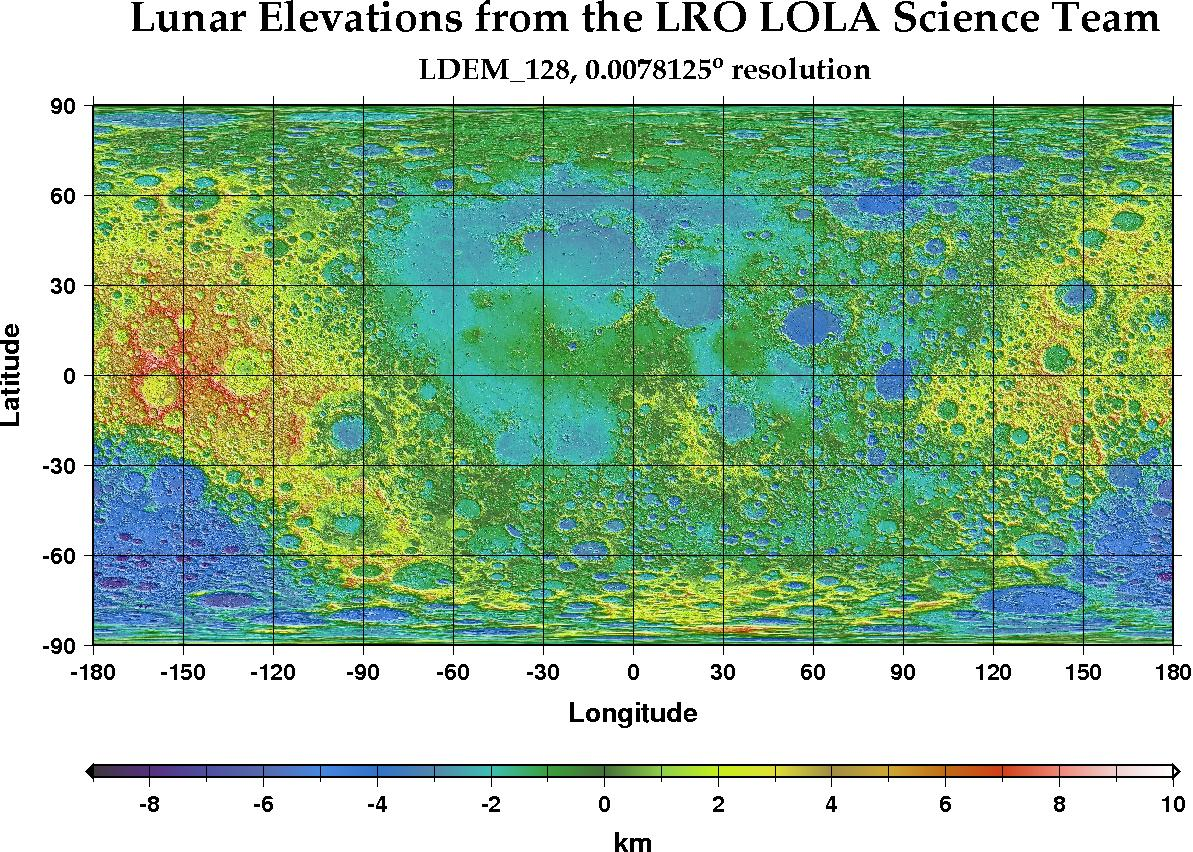 Lunar Elevations from the LRO LOLA Science Team
LDEM_128, 0.0078125º resolution
90
60
30
0
-30
-60
-90
Latitude
-180 -150 -120 -90 -60 -30 0 30 60 90 120 150 180
Longitude
-8 -6 -4 -2 0 2 4 6 8 10
km